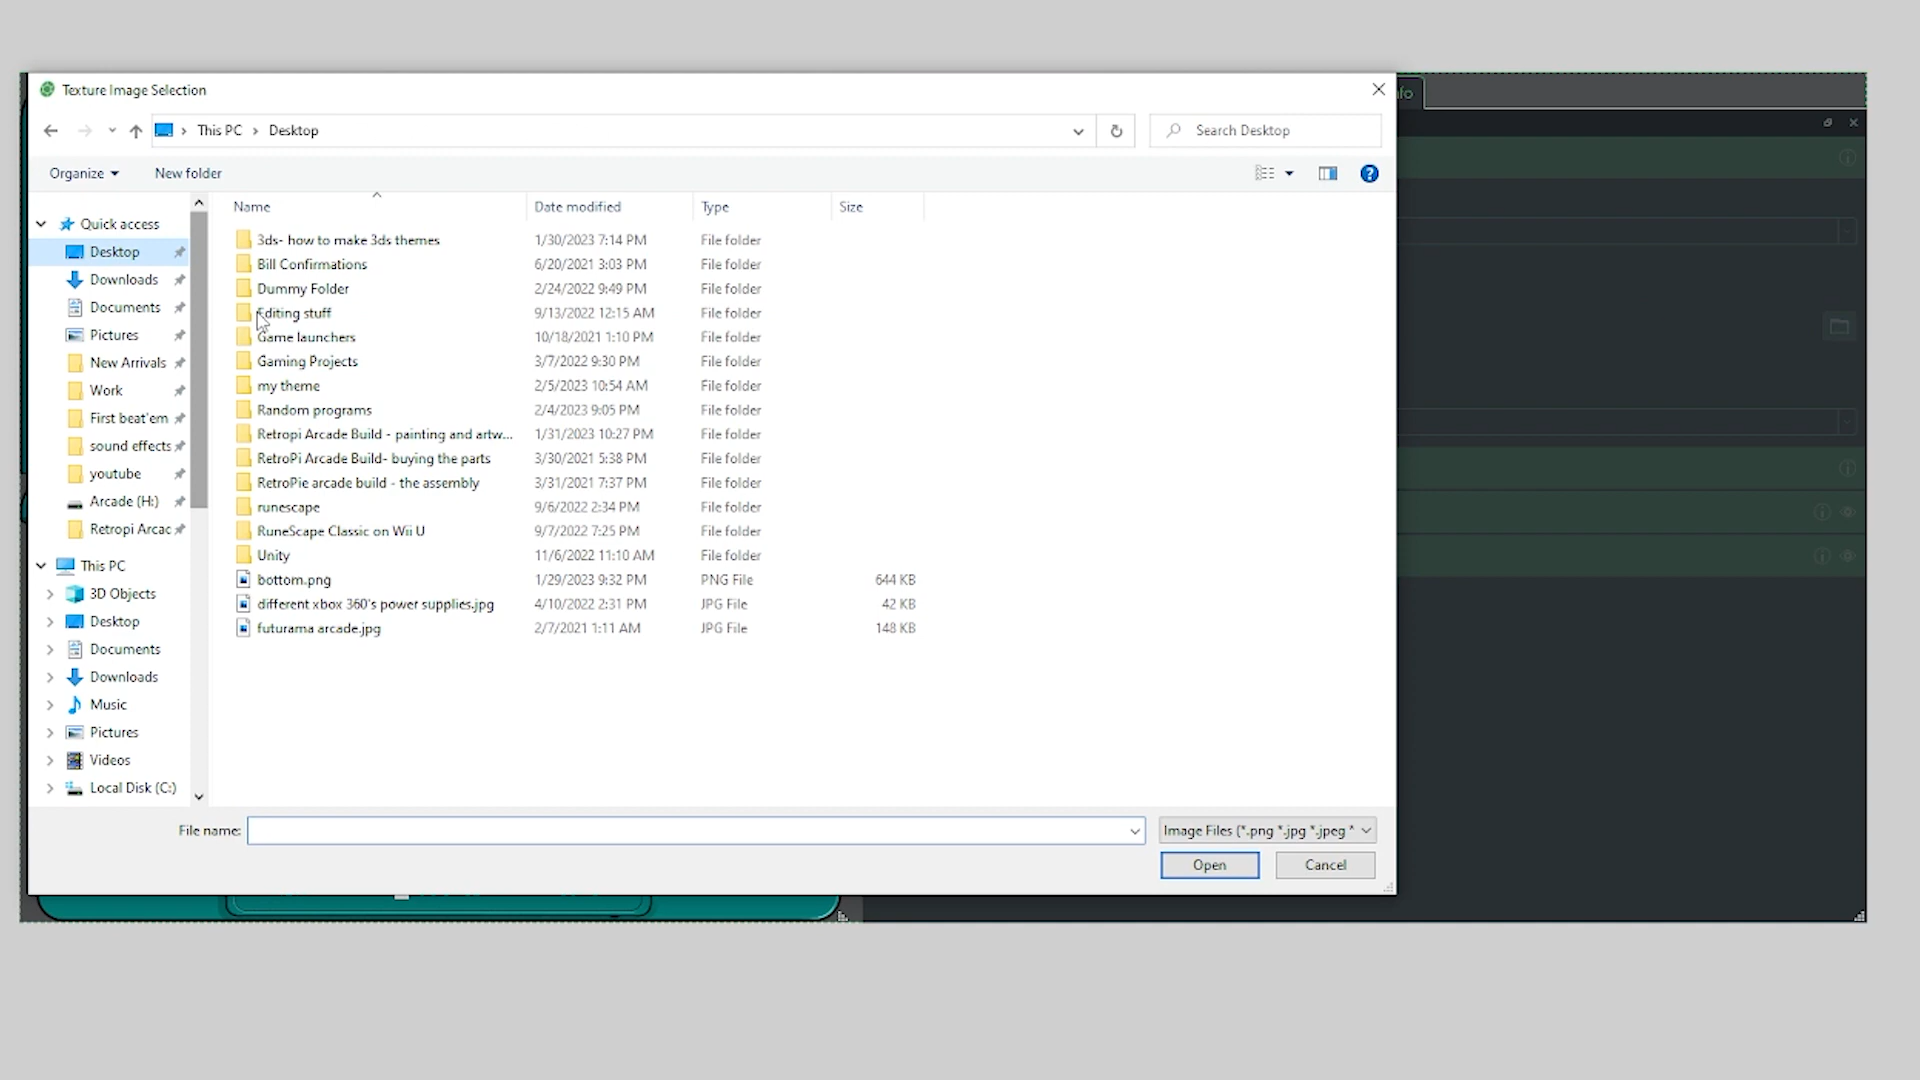 Texture Image Selection
fo
This PC > Desktop
Search Desktop
Organize
New folder
Name
Date modified
Type
Size
Quick access
Desktop
Downloads
Documents
Pictures
New Arrivals
Work
First beat'em
sound effects
youtube
Arcade (H:)
Retropi Arcac
This PC
3D Objects
Desktop
Documents
Downloads
Music
Pictures
Videos
Local Disk (C:)
3ds- how to make 3ds themes 1/30/2023 7:14 PM File folder
Bill Confirmations 6/20/2021 3:03 PM File folder
Dummy Folder 2/24/2022 9:49 PM File folder
Editing stuff 9/13/2022 12:15 AM File folder
Game launchers 10/18/2021 1:10 PM File folder
Gaming Projects 3/7/2022 9:30 PM File folder
my theme 2/5/2023 10:54 AM File folder
Random programs 2/4/2023 9:05 PM File folder
Retropi Arcade Build - painting and artw... 1/31/2023 10:27 PM File folder
RetroPi Arcade Build- buying the parts 3/30/2021 5:38 PM File folder
RetroPie arcade build - the assembly 3/31/2021 7:37 PM File folder
runescape 9/6/2022 2:34 PM File folder
RuneScape Classic on Wii U 9/7/2022 7:25 PM File folder
Unity 11/6/2022 11:10 AM File folder
bottom.png 1/29/2023 9:32 PM PNG File 644 KB
different xbox 360's power supplies.jpg 4/10/2022 2:31 PM JPG File 42 KB
futurama arcade.jpg 2/7/2021 1:11 AM JPG File 148 KB
File name:
Image Files (*.png *.jpg *.jpeg *
Open
Cancel